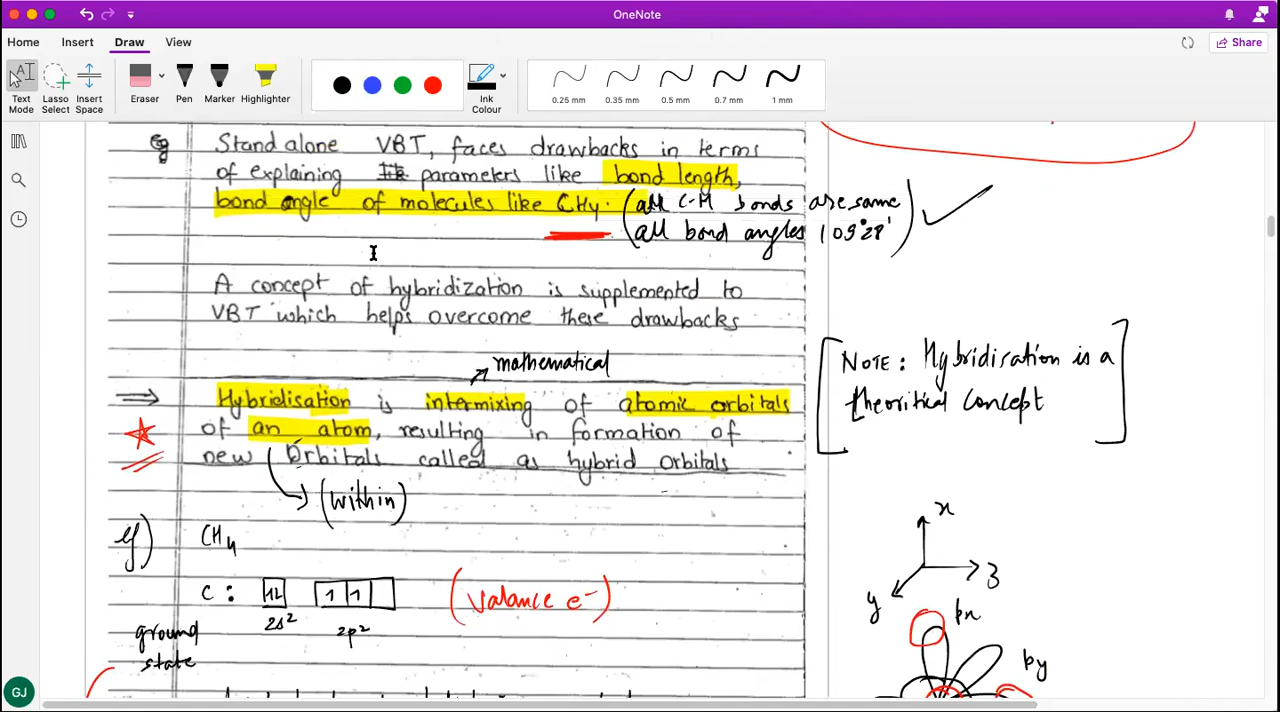 OneNote
Home Insert Draw View
Share
Text Mode
Lasso Select
Insert Space
Eraser
Pen
Marker
Highlighter
Ink Colour
0.25 mm
0.35 mm
0.5 mm
0.7 mm
1 mm
Eg Stand alone VBT, faces drawbacks in terms
of explaining parameters like bond length,
bond angle of molecules like CH4. (all C-H bonds are same
(all bond angles 109°28')
A concept of hybridization is supplemented to
VBT which helps overcome these drawbacks
NOTE: Hybridisation is a
theoritical concept
mathematical
⇒ Hybridisation is intermixing of atomic orbitals
of an atom, resulting in formation of
new Orbitals called as hybrid orbitals
(within)
eg) CH4
C: 1⇂ 1 1 (valance e-)
2s2
2p2
ground
state
x
z
y
px
py
GJ